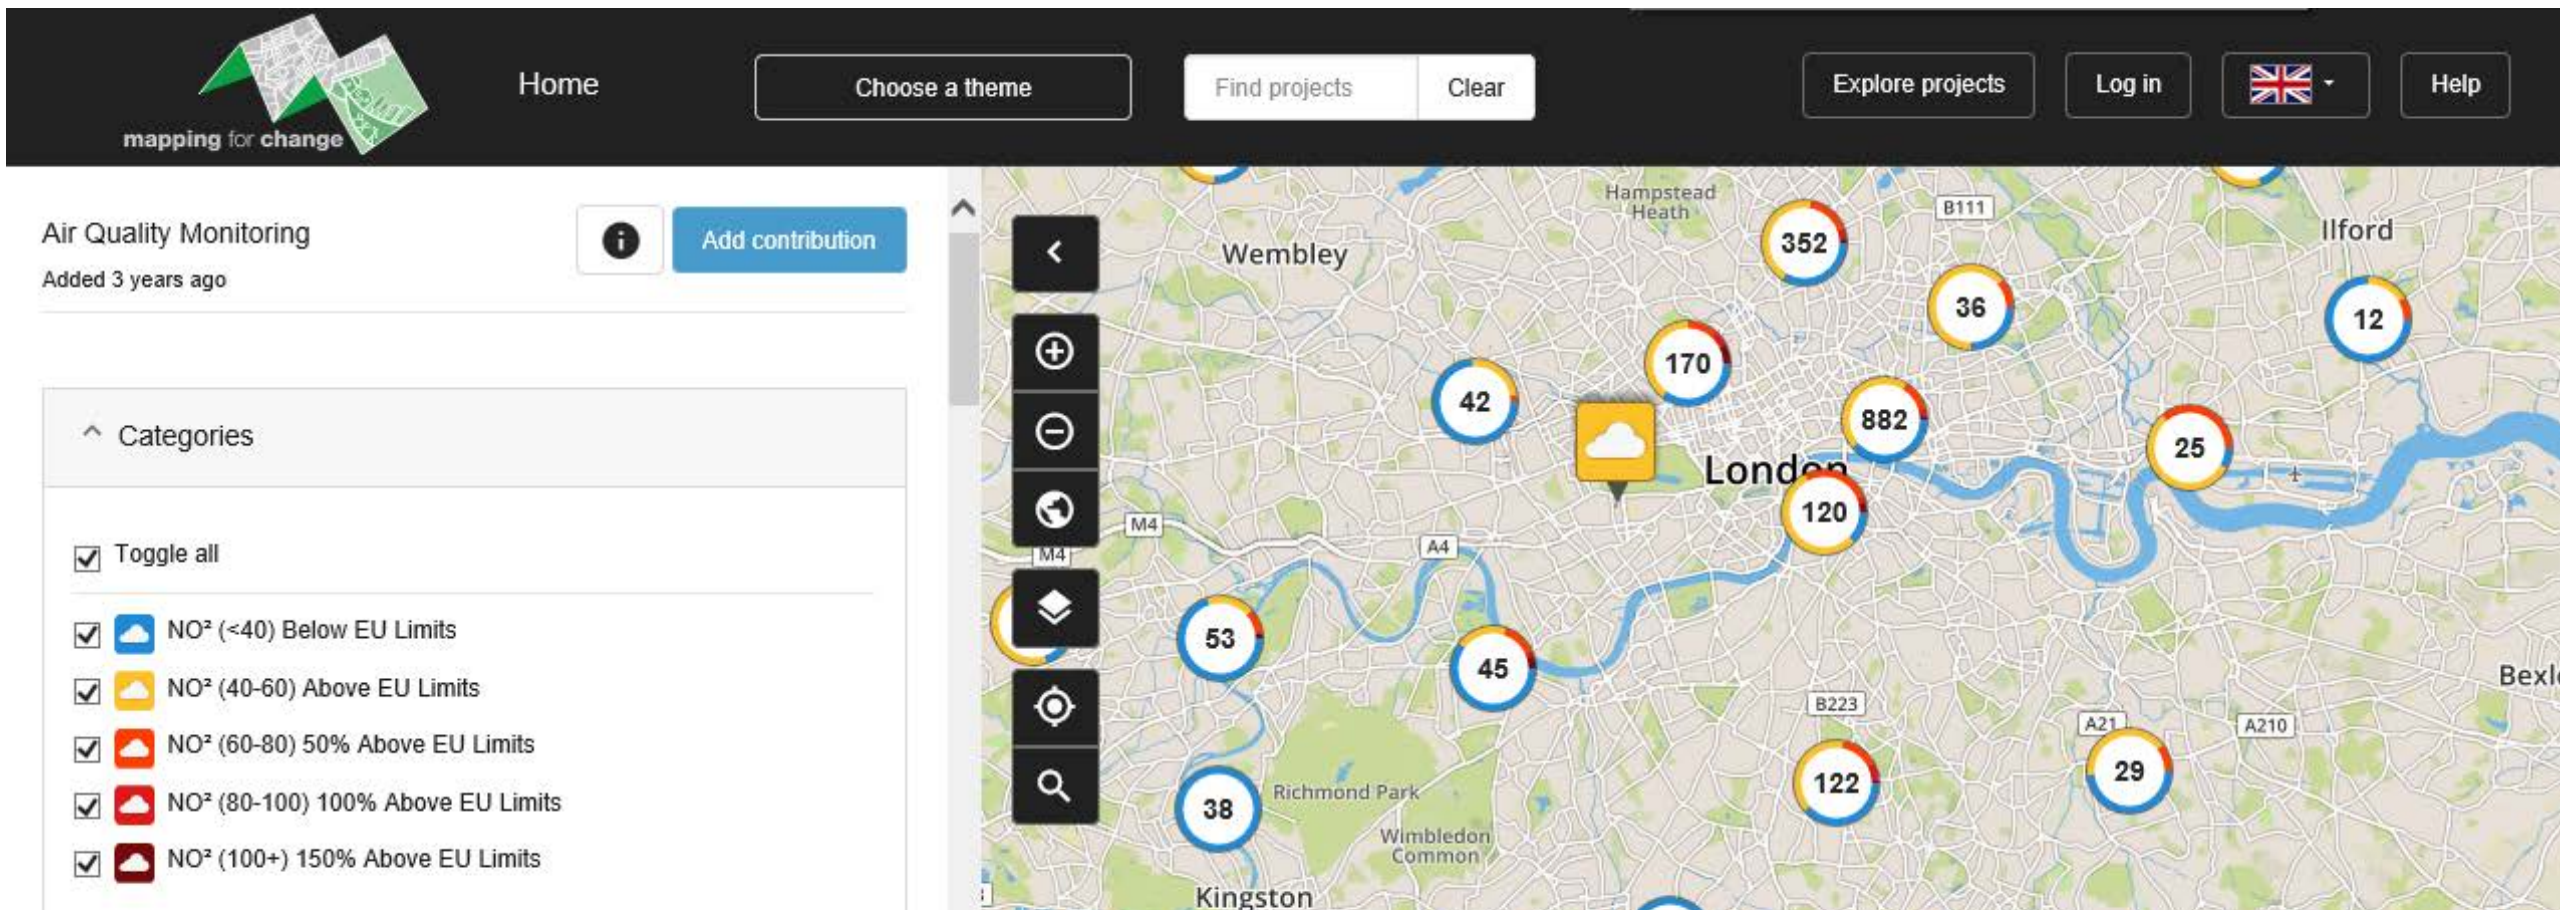 Home
Choose a theme
Find projects
Clear
Explore projects
Log in
Help
mapping for change
Air Quality Monitoring
Add contribution
Added 3 years ago
Categories
Toggle all
NO² (<40) Below EU Limits
NO² (40-60) Above EU Limits
NO² (60-80) 50% Above EU Limits
NO² (80-100) 100% Above EU Limits
NO² (100+) 150% Above EU Limits
Hampstead
Heath
B111
Ilford
Wembley
352
36
12
170
42
882
25
London
120
M4
M4
A4
53
45
Bexl
B223
A21
A210
29
122
38
Richmond Park
Wimbledon
Common
Kingston